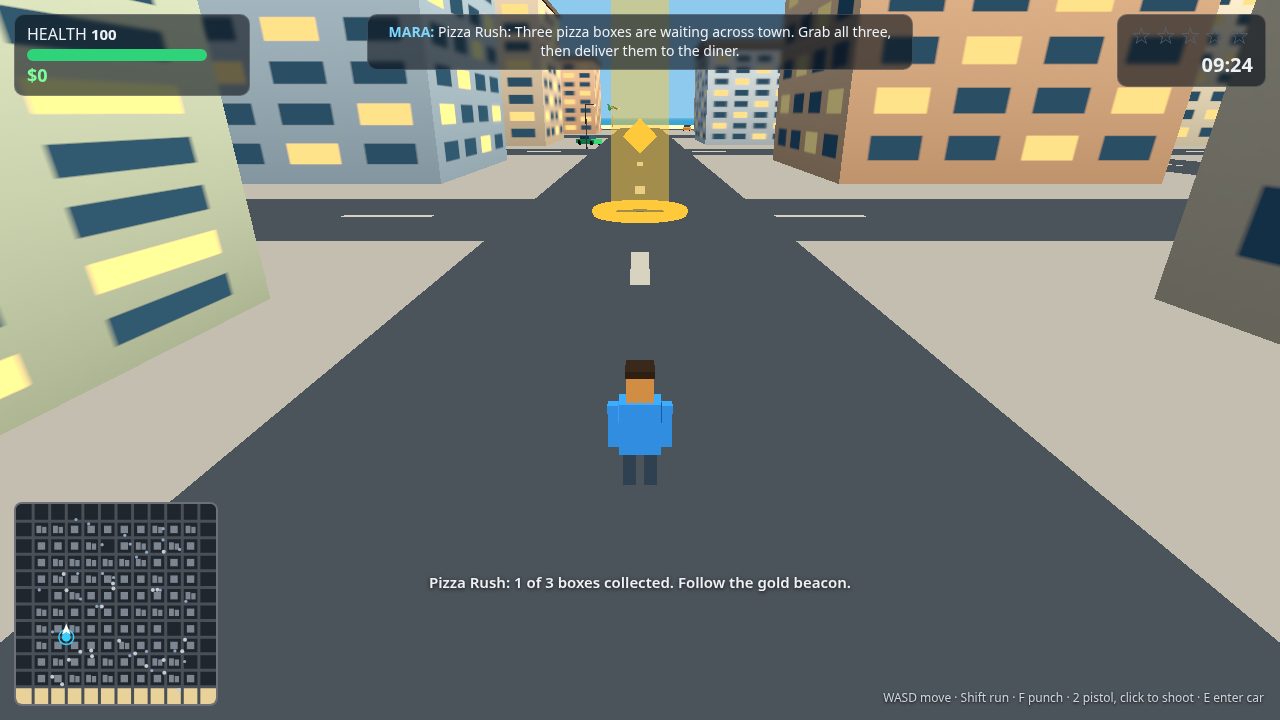 HEALTH 100
$0
MARA: Pizza Rush: Three pizza boxes are waiting across town. Grab all three,
then deliver them to the diner.
09:24
Pizza Rush: 1 of 3 boxes collected. Follow the gold beacon.
WASD move · Shift run · F punch · 2 pistol, click to shoot · E enter car